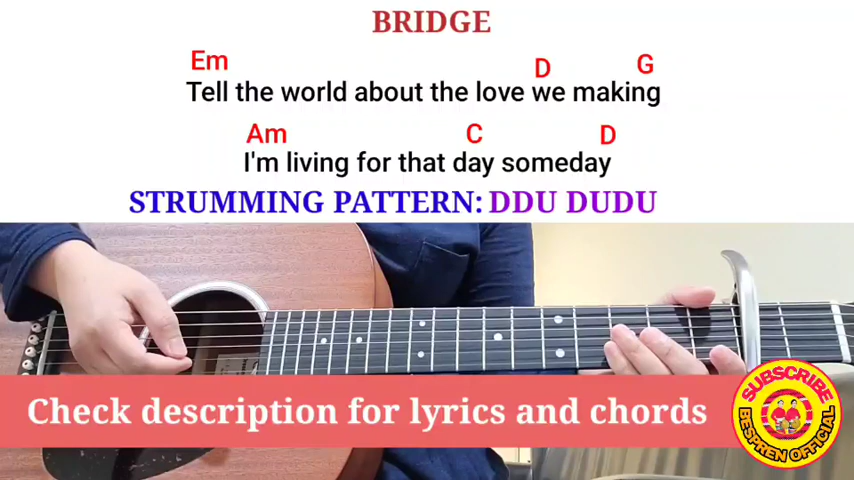 BRIDGE
Em D G
Tell the world about the love we making
Am C D
I'm living for that day someday
STRUMMING PATTERN: DDU DUDU
Check description for lyrics and chords
SUBSCRIBE
BESPREN OFFICIAL